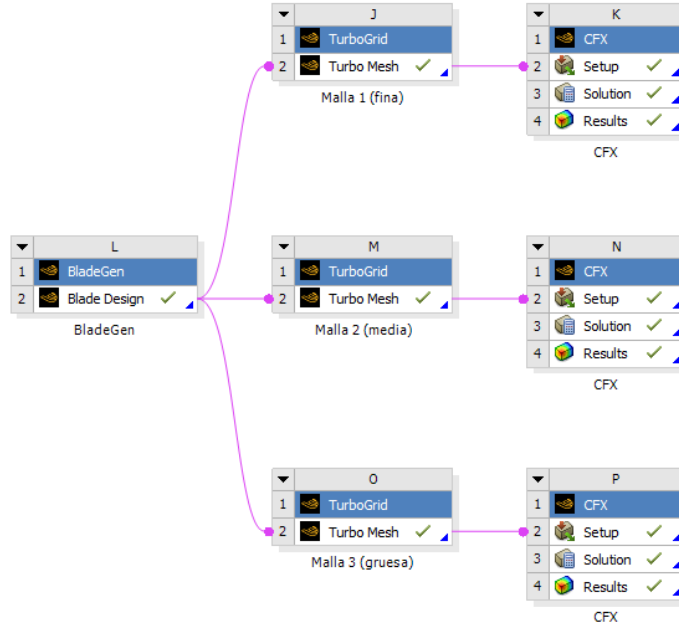 J
1 TurboGrid
2 Turbo Mesh
Malla 1 (fina)
K
1 CFX
2 Setup
3 Solution
4 Results
CFX
L
1 BladeGen
2 Blade Design
BladeGen
M
1 TurboGrid
2 Turbo Mesh
Malla 2 (media)
N
1 CFX
2 Setup
3 Solution
4 Results
CFX
O
1 TurboGrid
2 Turbo Mesh
Malla 3 (gruesa)
P
1 CFX
2 Setup
3 Solution
4 Results
CFX